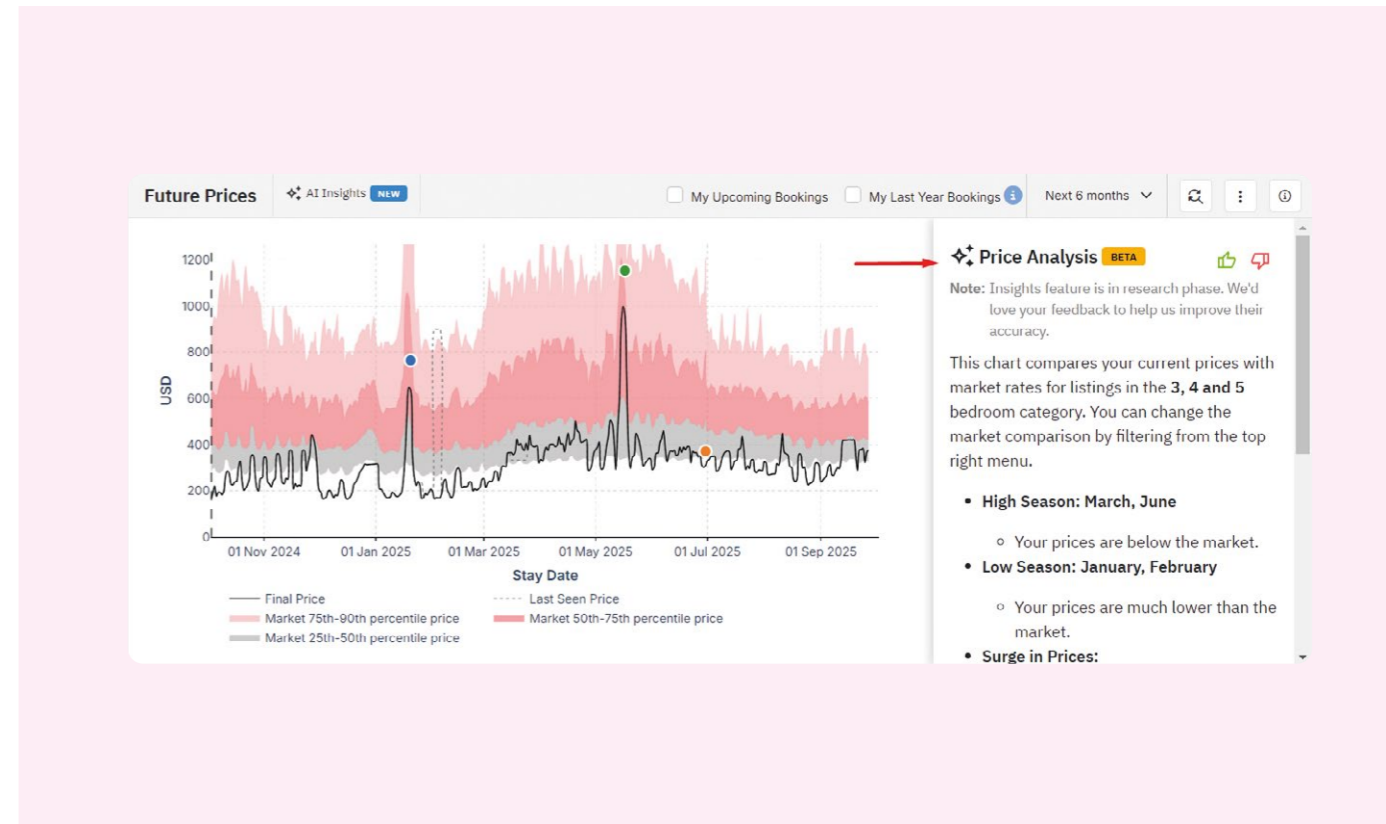 Future Prices
AI Insights NEW
My Upcoming Bookings
My Last Year Bookings i
Next 6 months
1200
1000
800
600
400
200
0
USD
01 Nov 2024
01 Jan 2025
01 Mar 2025
01 May 2025
01 Jul 2025
01 Sep 2025
Stay Date
Final Price
Last Seen Price
Market 75th-90th percentile price
Market 50th-75th percentile price
Market 25th-50th percentile price
Price Analysis BETA
Note: Insights feature is in research phase. We'd
love your feedback to help us improve their
accuracy.
This chart compares your current prices with
market rates for listings in the 3, 4 and 5
bedroom category. You can change the
market comparison by filtering from the top
right menu.
• High Season: March, June
◦ Your prices are below the market.
• Low Season: January, February
◦ Your prices are much lower than the
market.
• Surge in Prices: